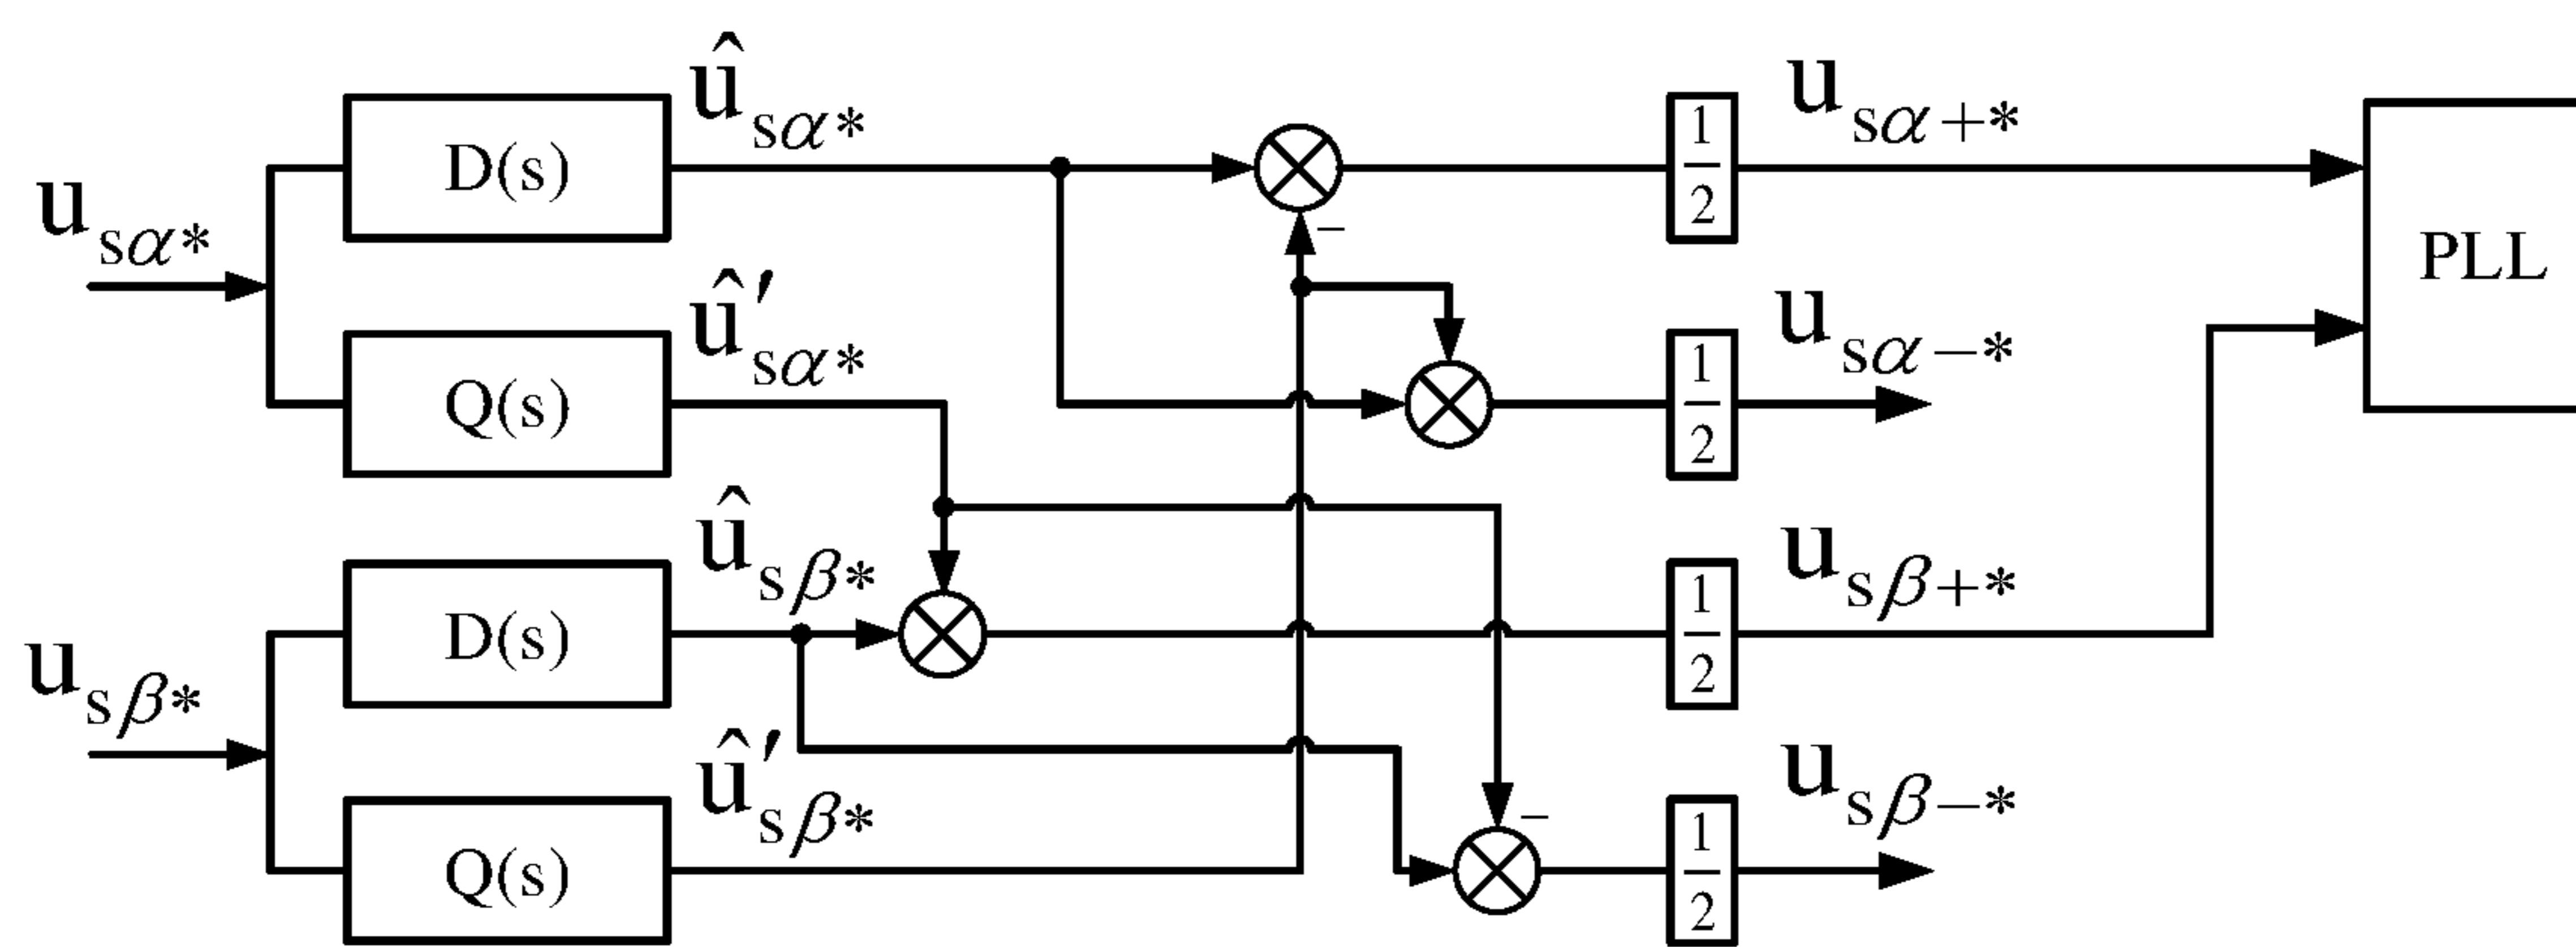 u_sα*
D(s)
û_sα*
Q(s)
û′_sα*
u_sβ*
D(s)
û_sβ*
Q(s)
û′_sβ*
−
−
1/2
u_sα+*
1/2
u_sα−*
1/2
u_sβ+*
1/2
u_sβ−*
PLL